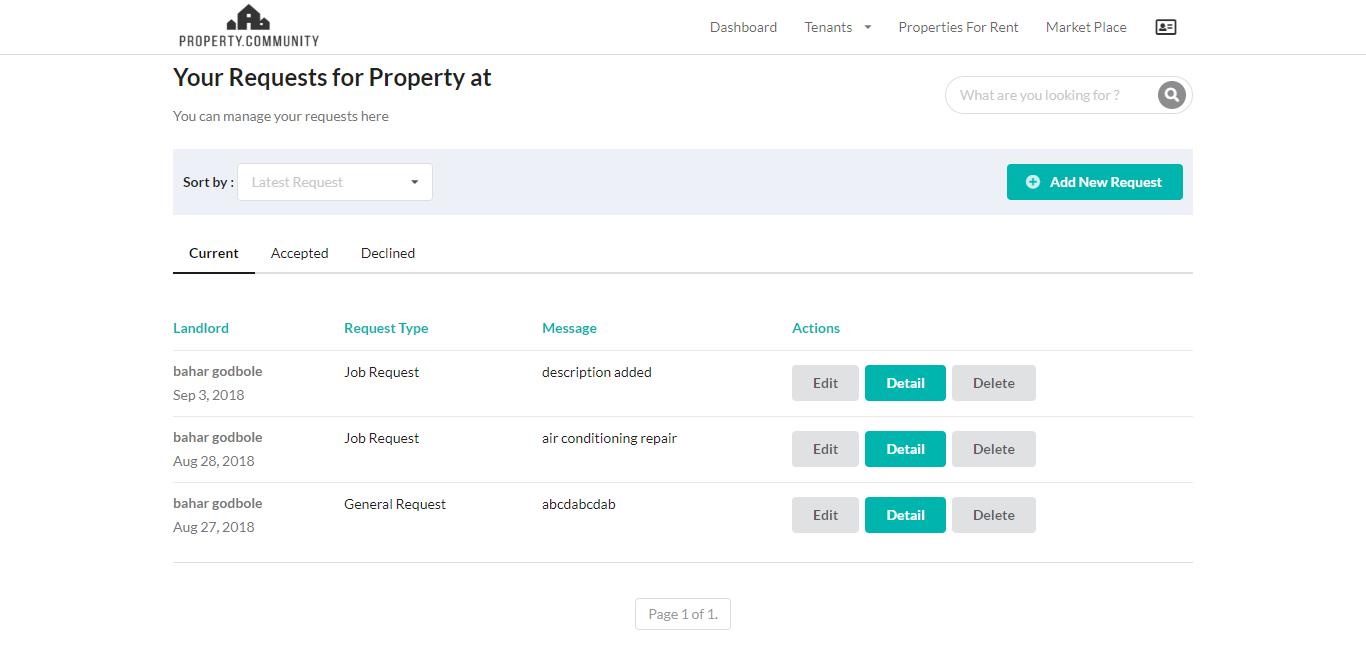 PROPERTY.COMMUNITY
Dashboard Tenants Properties For Rent Market Place
Your Requests for Property at
You can manage your requests here
What are you looking for ?
Sort by : Latest Request
Add New Request
Current Accepted Declined
Landlord Request Type Message Actions
bahar godbole Job Request description added Edit Detail Delete
Sep 3, 2018
bahar godbole Job Request air conditioning repair Edit Detail Delete
Aug 28, 2018
bahar godbole General Request abcdabcdab Edit Detail Delete
Aug 27, 2018
Page 1 of 1.